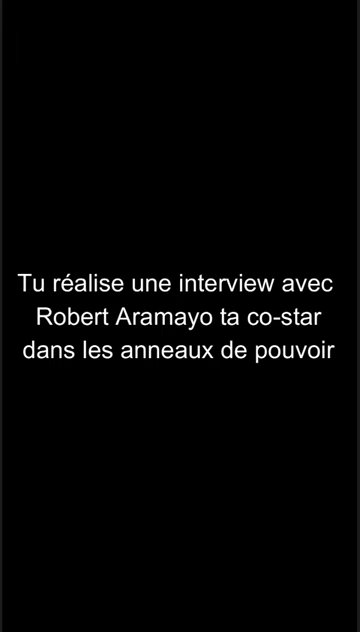 Tu réalise une interview avec
Robert Aramayo ta co-star
dans les anneaux de pouvoir